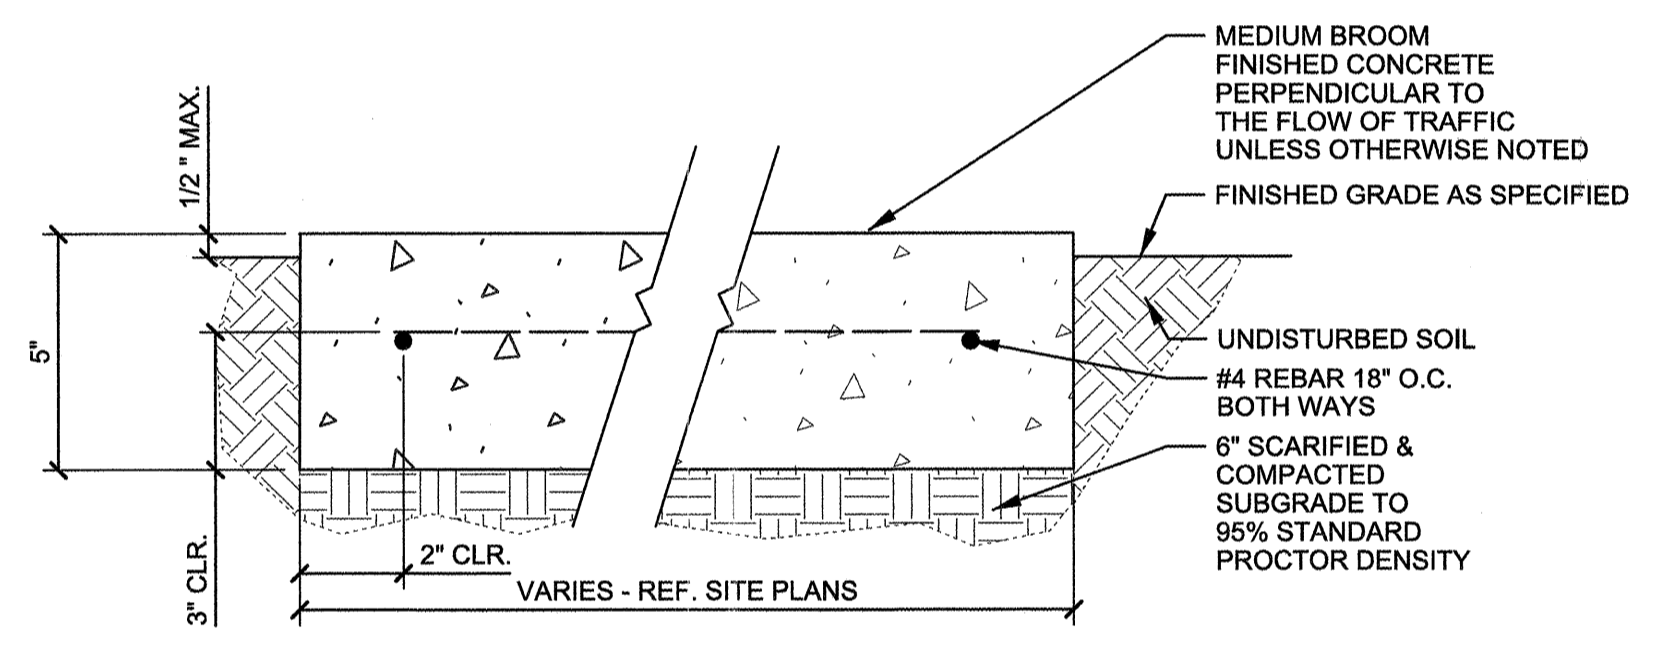 MEDIUM BROOM
FINISHED CONCRETE
PERPENDICULAR TO
THE FLOW OF TRAFFIC
UNLESS OTHERWISE NOTED
1/2 " MAX.
FINISHED GRADE AS SPECIFIED
5"
UNDISTURBED SOIL
#4 REBAR 18" O.C.
BOTH WAYS
6" SCARIFIED &
COMPACTED
SUBGRADE TO
95% STANDARD
PROCTOR DENSITY
3" CLR.
2" CLR.
VARIES - REF. SITE PLANS